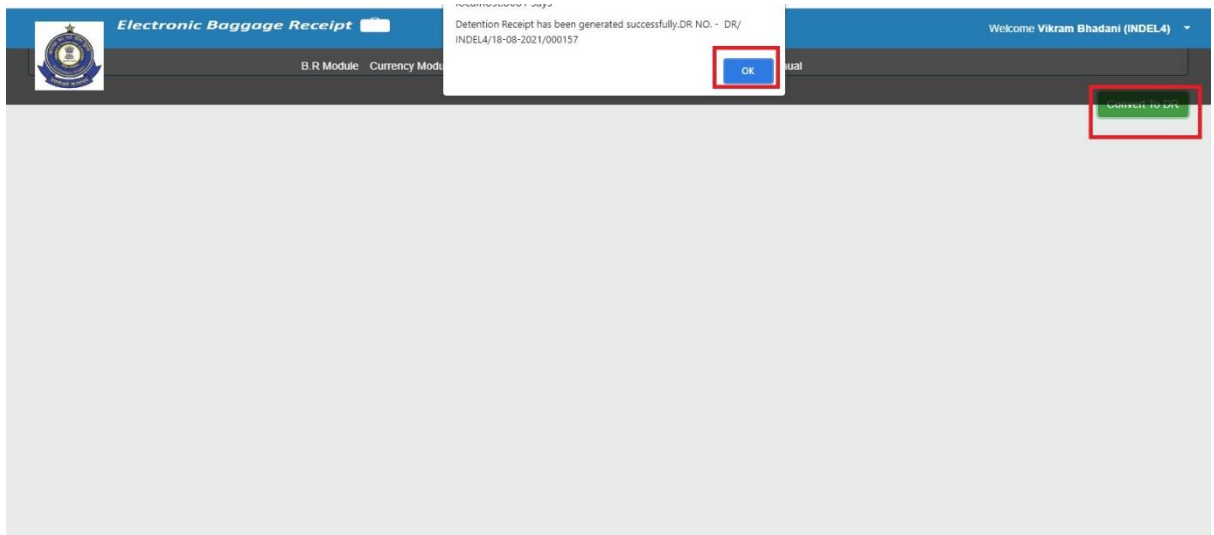 says
Electronic Baggage Receipt
Detention Receipt has been generated successfully.DR NO. - DR/
INDEL4/18-08-2021/000157
Welcome Vikram Bhadani (INDEL4)
OK
B.R Module Currency Modu
Convert To DR